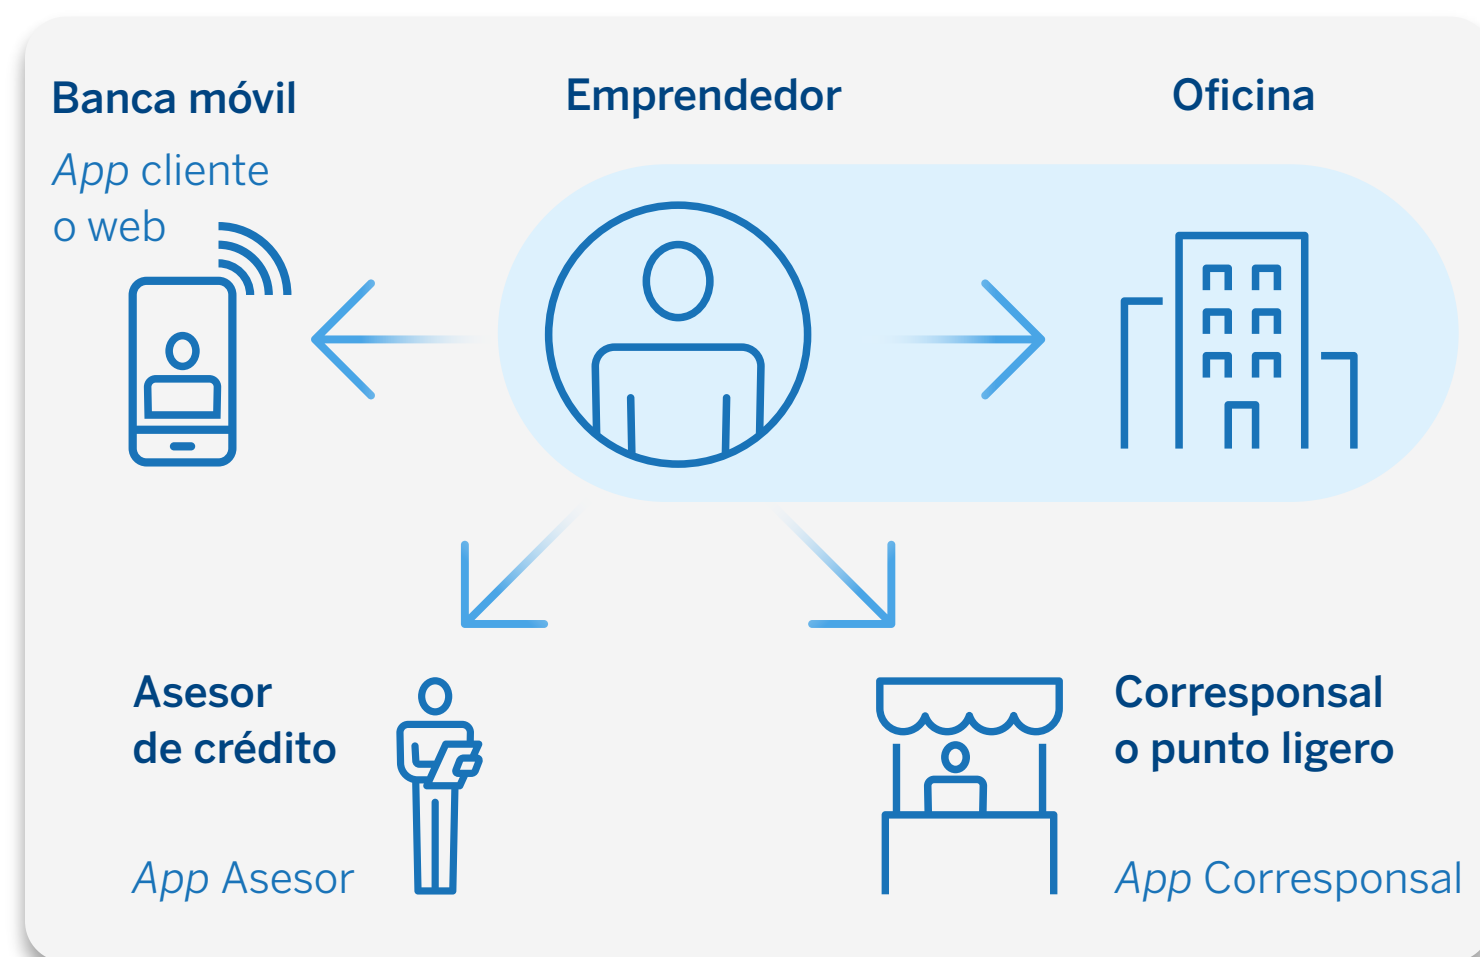 Banca móvil
App cliente
o web
Emprendedor
Oficina
Asesor
de crédito
App Asesor
Corresponsal
o punto ligero
App Corresponsal